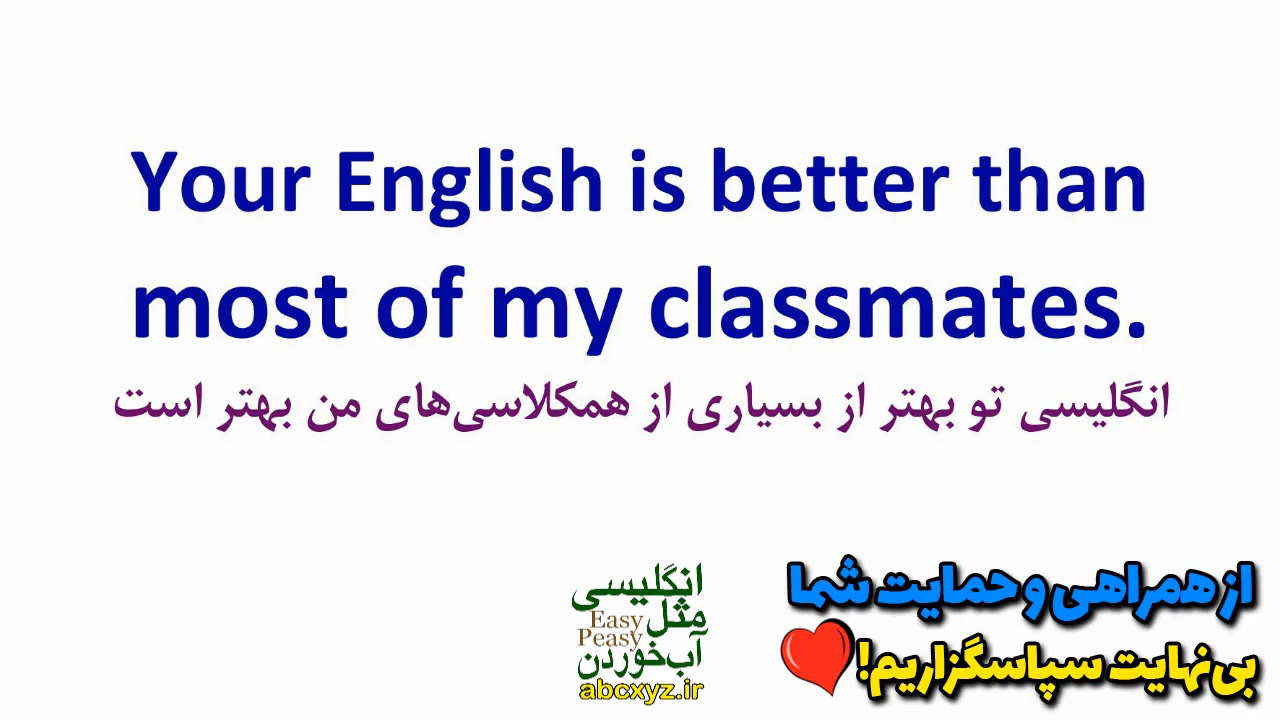 Your English is better than
most of my classmates.
انگلیسی تو بهتر از بسیاری از همکلاسی‌های من بهتر است
انگلیسی
مثل
Easy
Peasy
آب‌خوردن
abcxyz.ir
از همراهی و حمایت شما
بی‌نهایت سپاسگزاریم!